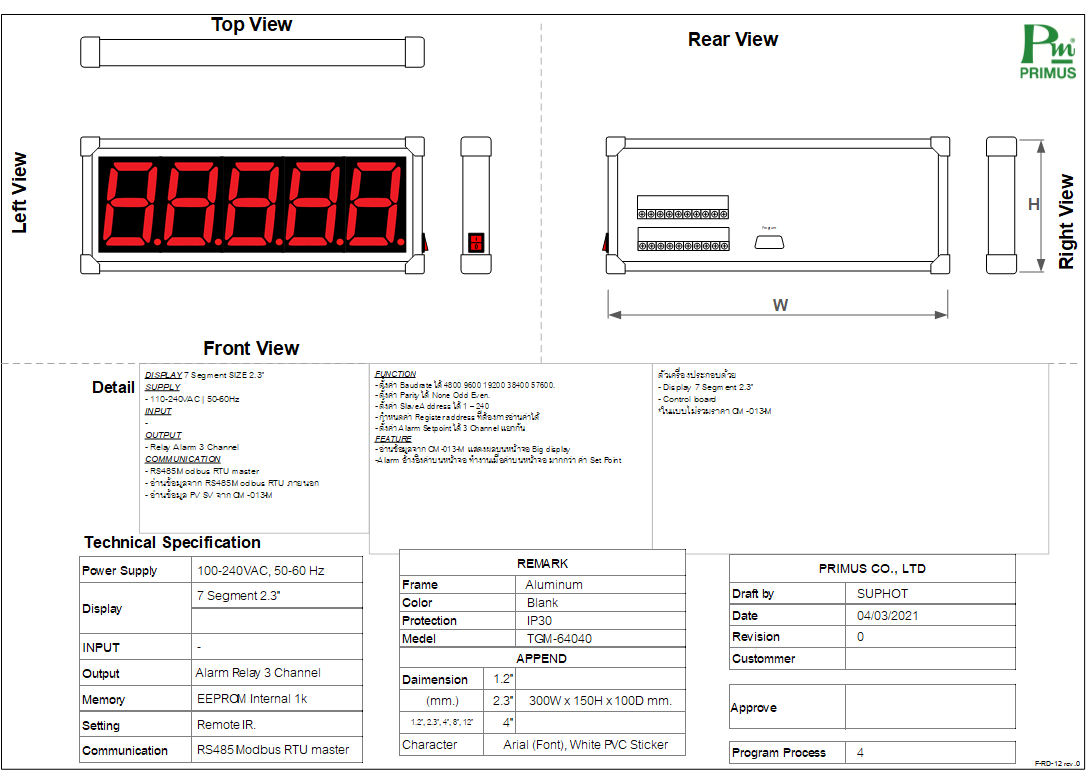 Top View
Rear View
Pm®
PRIMUS
Left View
Program
H
Right View
W
Front View
Detail
DISPLAY 7 Segment SIZE 2.3"
SUPPLY
- 110-240VAC | 50-60Hz
INPUT
-
OUTPUT
- Relay Alarm 3 Channel
COMMUNICATION
- RS485Modbus RTU master
- อ่านข้อมูลจาก RS485Modbus RTU ภายนอก
- อ่านข้อมูล PV SV จาก CM-013-M
FUNCTION
-ตั้งค่า Baudrate ได้ 4800 9600 19200 38400 57600.
-ตั้งค่า Parity ได้ None Odd Even.
-ตั้งค่า Slave Address ได้ 1 – 240
-กำหนดค่า Register address ที่ต้องการอ่านค่าได้
-ตั้งค่า Alarm Setpoint ได้ 3 Channel แยกกัน
FEATURE
-อ่านข้อมูลจาก CM-013-M แสดงผลบนหน้าจอ Big display
-Alarm อ้างอิงค่าบนหน้าจอ ทำงานเมื่อค่าบนหน้าจอ มากกว่า ค่า Set Point
ตัวเครื่องประกอบด้วย
- Display 7 Segment 2.3"
- Control board
*ในแบบไม่รวมราคา CM-013-M
Technical Specification
Power Supply 100-240VAC, 50-60 Hz
Display 7 Segment 2.3"
INPUT -
Output Alarm Relay 3 Channel
Memory EEPROM Internal 1k
Setting Remote IR.
Communication RS485 Modbus RTU master
REMARK
Frame Aluminum
Color Blank
Protection IP30
Medel TGM-64040
APPEND
Daimension 1.2"
(mm.) 2.3" 300W x 150H x 100D mm.
1.2", 2.3", 4", 8", 12" 4"
Character Arial (Font), White PVC Sticker
PRIMUS CO., LTD
Draft by SUPHOT
Date 04/03/2021
Revision 0
Custommer
Approve
Program Process 4
F-RD-12 rev.0